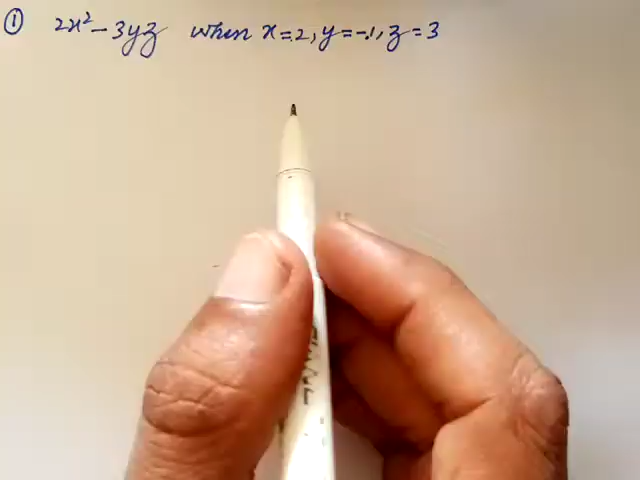 ① 2x² - 3yz when x = 2, y = -1, z = 3